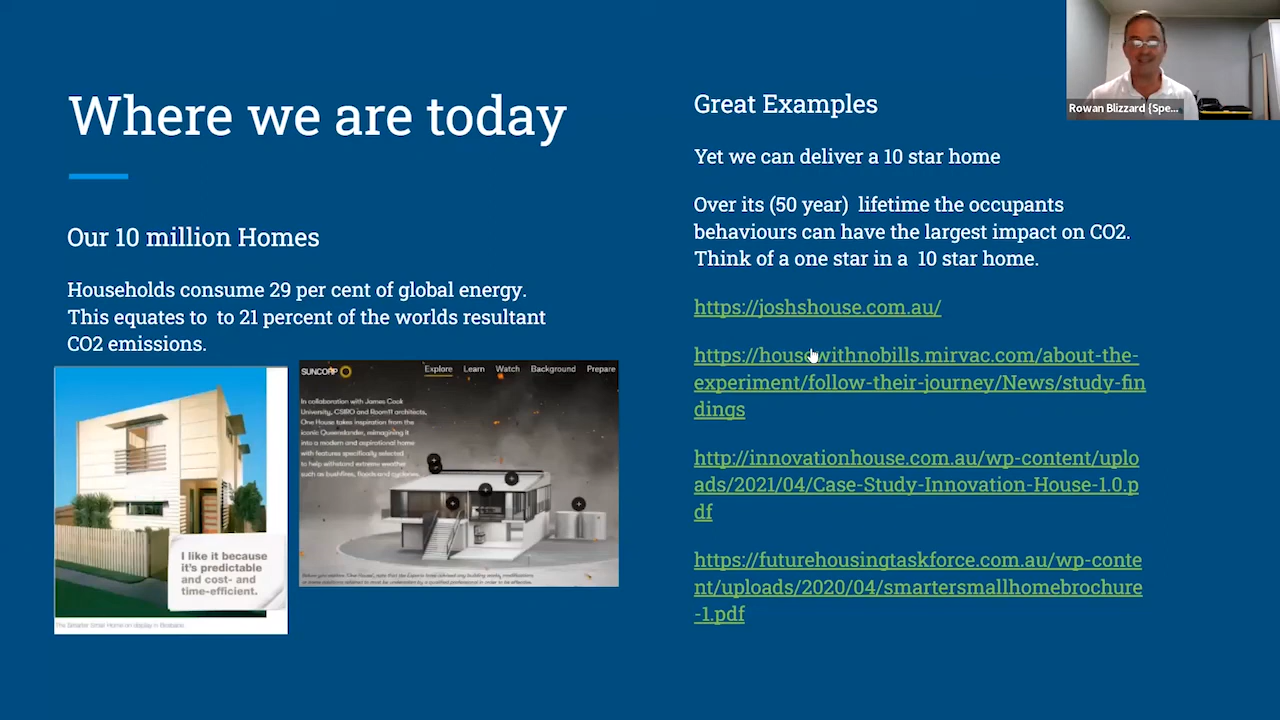 Where we are today
Our 10 million Homes
Households consume 29 per cent of global energy.
This equates to  to 21 percent of the worlds resultant
CO2 emissions.
I like it because
it's predictable
and cost- and
time-efficient.
The Smarter Small Home on display in Brisbane.
SUNCORP
Explore Learn Watch Background Prepare
In collaboration with James Cook
University, CSIRO and Room11 architects,
One House takes inspiration from the
iconic Queenslander, reimagining it
into a modern and aspirational home
with features specifically selected
to help withstand extreme weather
such as bushfires, floods and cyclones.
Great Examples
Yet we can deliver a 10 star home
Over its (50 year)  lifetime the occupants
behaviours can have the largest impact on CO2.
Think of a one star in a  10 star home.
https://joshshouse.com.au/
https://housewithnobills.mirvac.com/about-the-
experiment/follow-their-journey/News/study-fin
dings
http://innovationhouse.com.au/wp-content/uplo
ads/2021/04/Case-Study-Innovation-House-1.0.p
df
https://futurehousingtaskforce.com.au/wp-conte
nt/uploads/2020/04/smartersmallhomebrochure
-1.pdf
Rowan Blizzard (Spe...